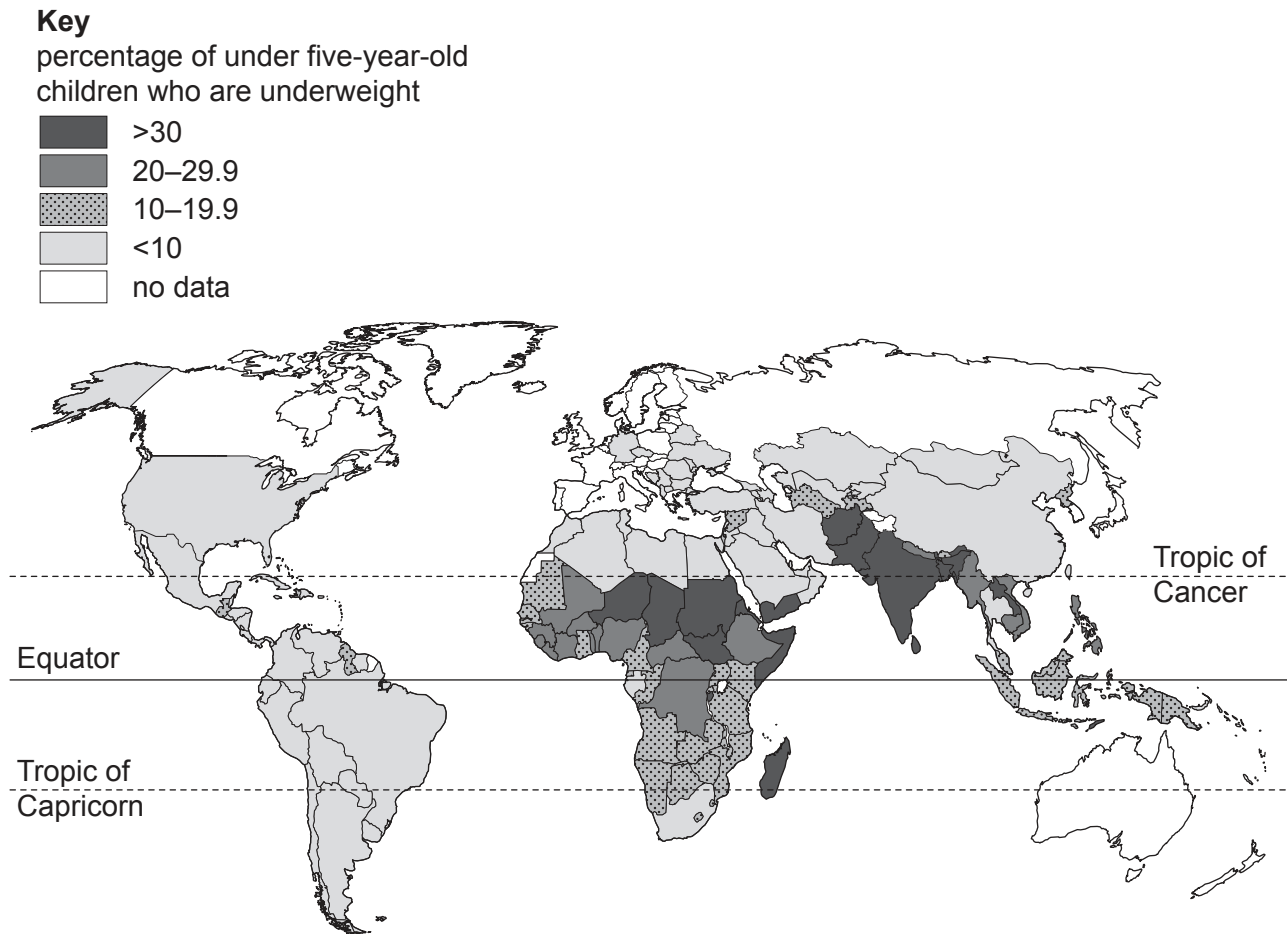 Key
percentage of under five-year-old
children who are underweight
>30
20–29.9
10–19.9
<10
no data
Tropic of
Cancer
Equator
Tropic of
Capricorn